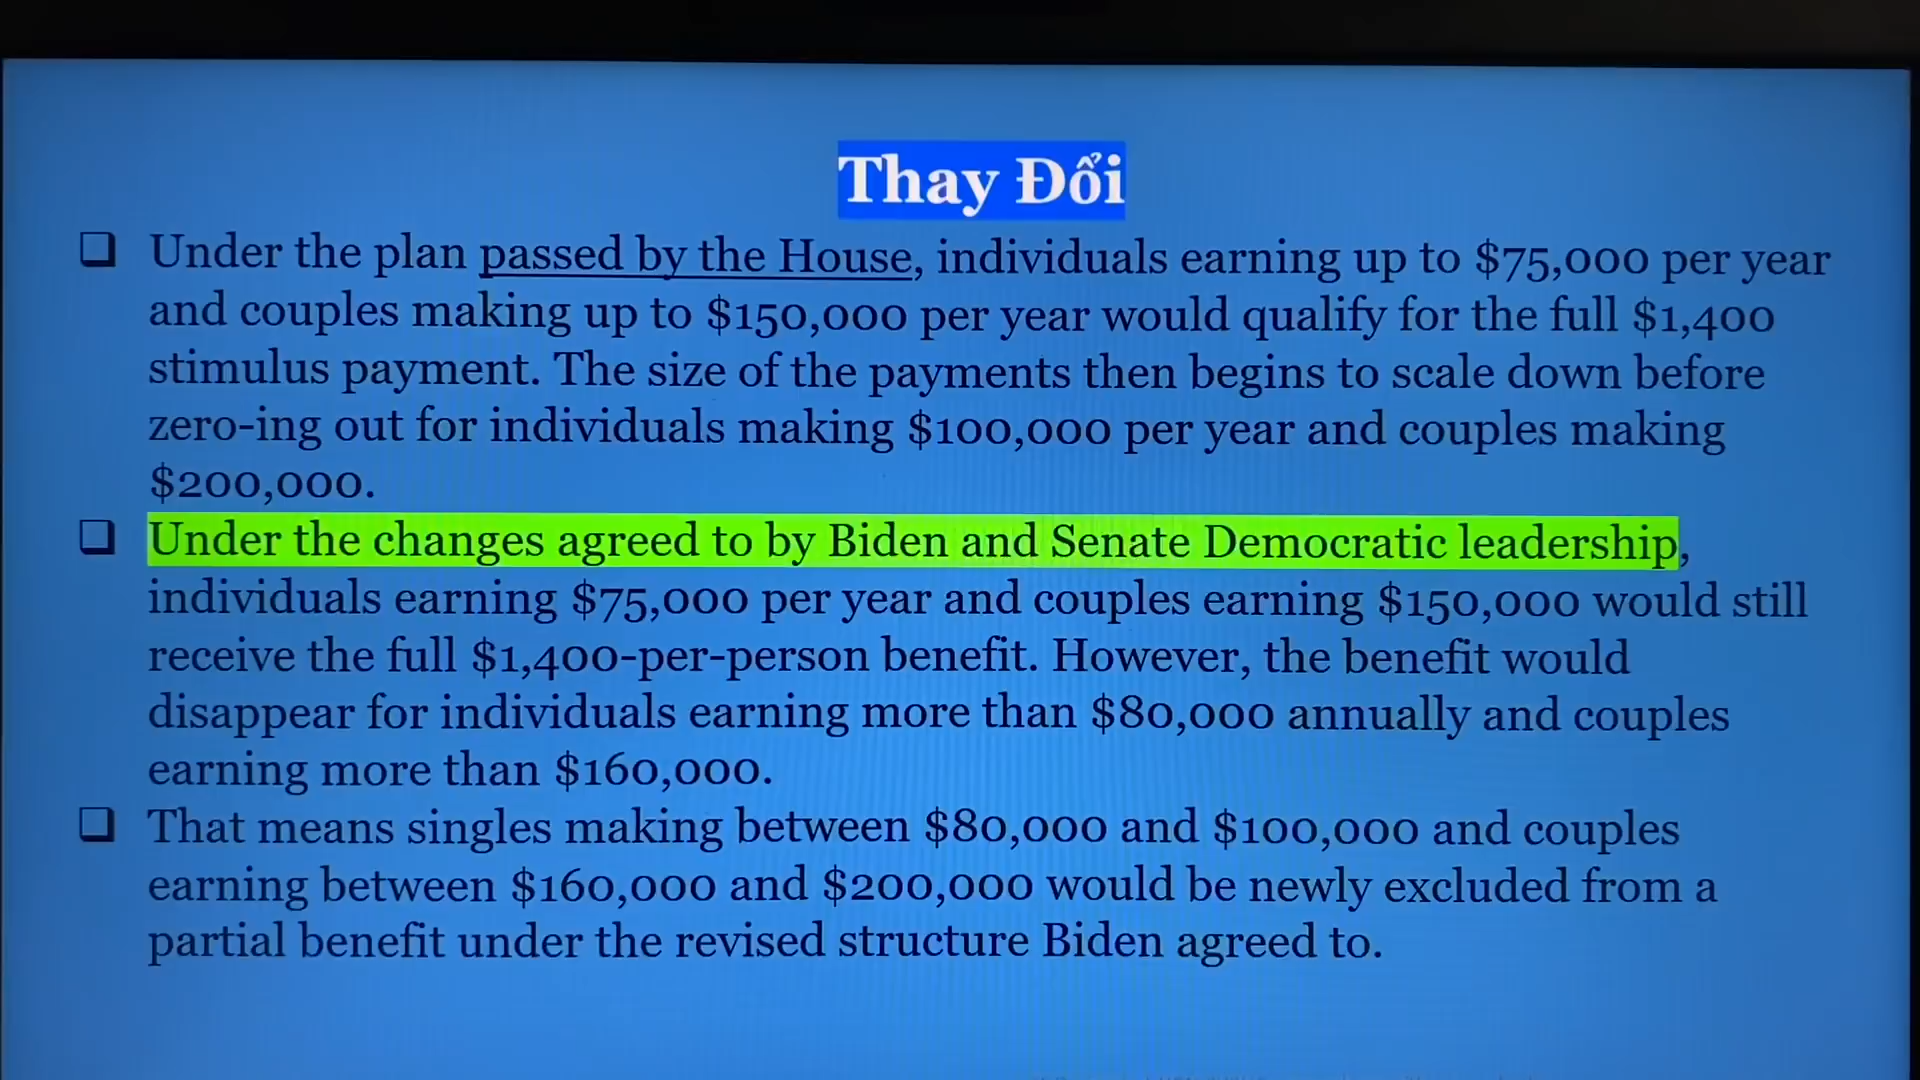 Thay Đổi
❑ Under the plan passed by the House, individuals earning up to $75,000 per year
and couples making up to $150,000 per year would qualify for the full $1,400
stimulus payment. The size of the payments then begins to scale down before
zero-ing out for individuals making $100,000 per year and couples making
$200,000.
❑ Under the changes agreed to by Biden and Senate Democratic leadership,
individuals earning $75,000 per year and couples earning $150,000 would still
receive the full $1,400-per-person benefit. However, the benefit would
disappear for individuals earning more than $80,000 annually and couples
earning more than $160,000.
❑ That means singles making between $80,000 and $100,000 and couples
earning between $160,000 and $200,000 would be newly excluded from a
partial benefit under the revised structure Biden agreed to.